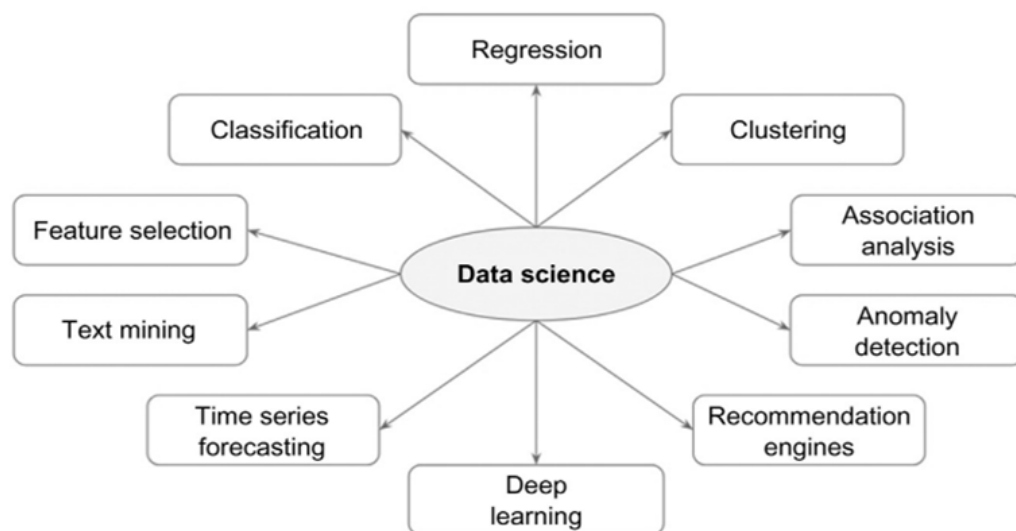 Regression
Classification
Clustering
Feature selection
Association
analysis
Data science
Text mining
Anomaly
detection
Time series
forecasting
Recommendation
engines
Deep
learning